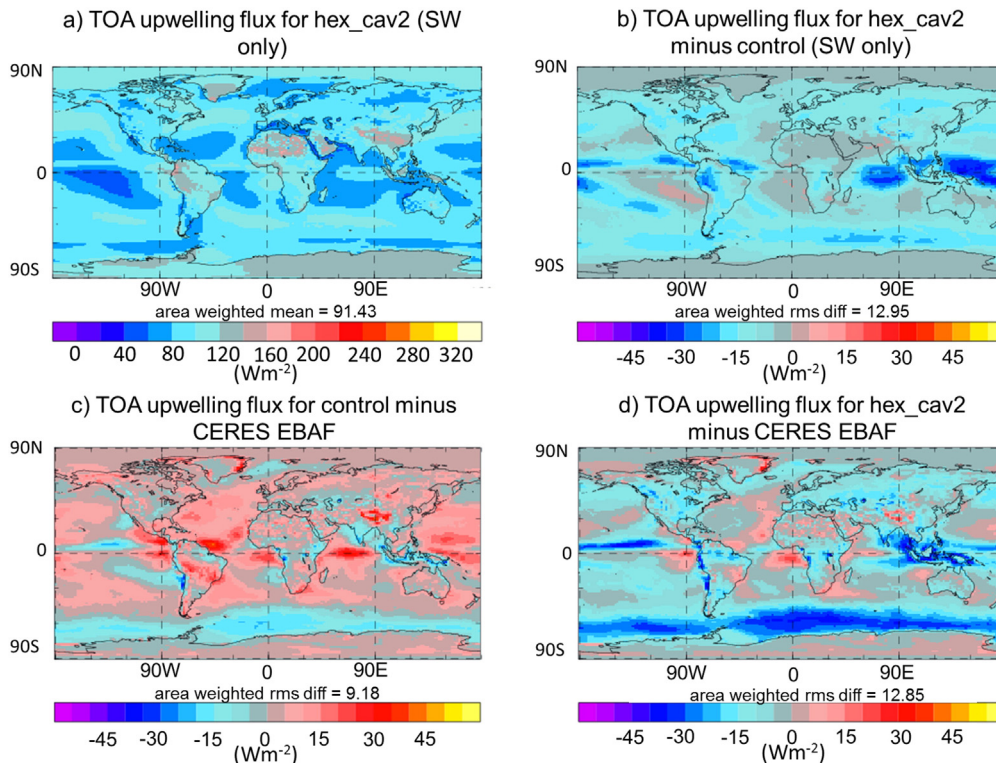 a) TOA upwelling flux for hex_cav2 (SW
only)
90N
0
90S
90W 0 90E
area weighted mean = 91.43
0 40 80 120 160 200 240 280 320
(Wm-2)
b) TOA upwelling flux for hex_cav2
minus control (SW only)
90N
0
90S
90W 0 90E
area weighted rms diff = 12.95
-45 -30 -15 0 15 30 45
(Wm-2)
c) TOA upwelling flux for control minus
CERES EBAF
90N
0
90S
90W 0 90E
area weighted rms diff = 9.18
-45 -30 -15 0 15 30 45
(Wm-2)
d) TOA upwelling flux for hex_cav2
minus CERES EBAF
90N
0
90S
90W 0 90E
area weighted rms diff = 12.85
-45 -30 -15 0 15 30 45
(Wm-2)